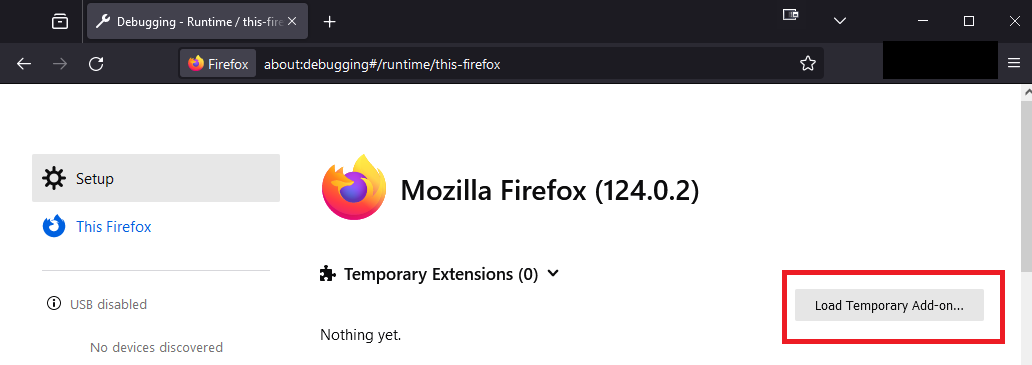 Debugging - Runtime / this-fire
Firefox
about:debugging#/runtime/this-firefox
Setup
This Firefox
USB disabled
No devices discovered
Mozilla Firefox (124.0.2)
Temporary Extensions (0)
Load Temporary Add-on...
Nothing yet.